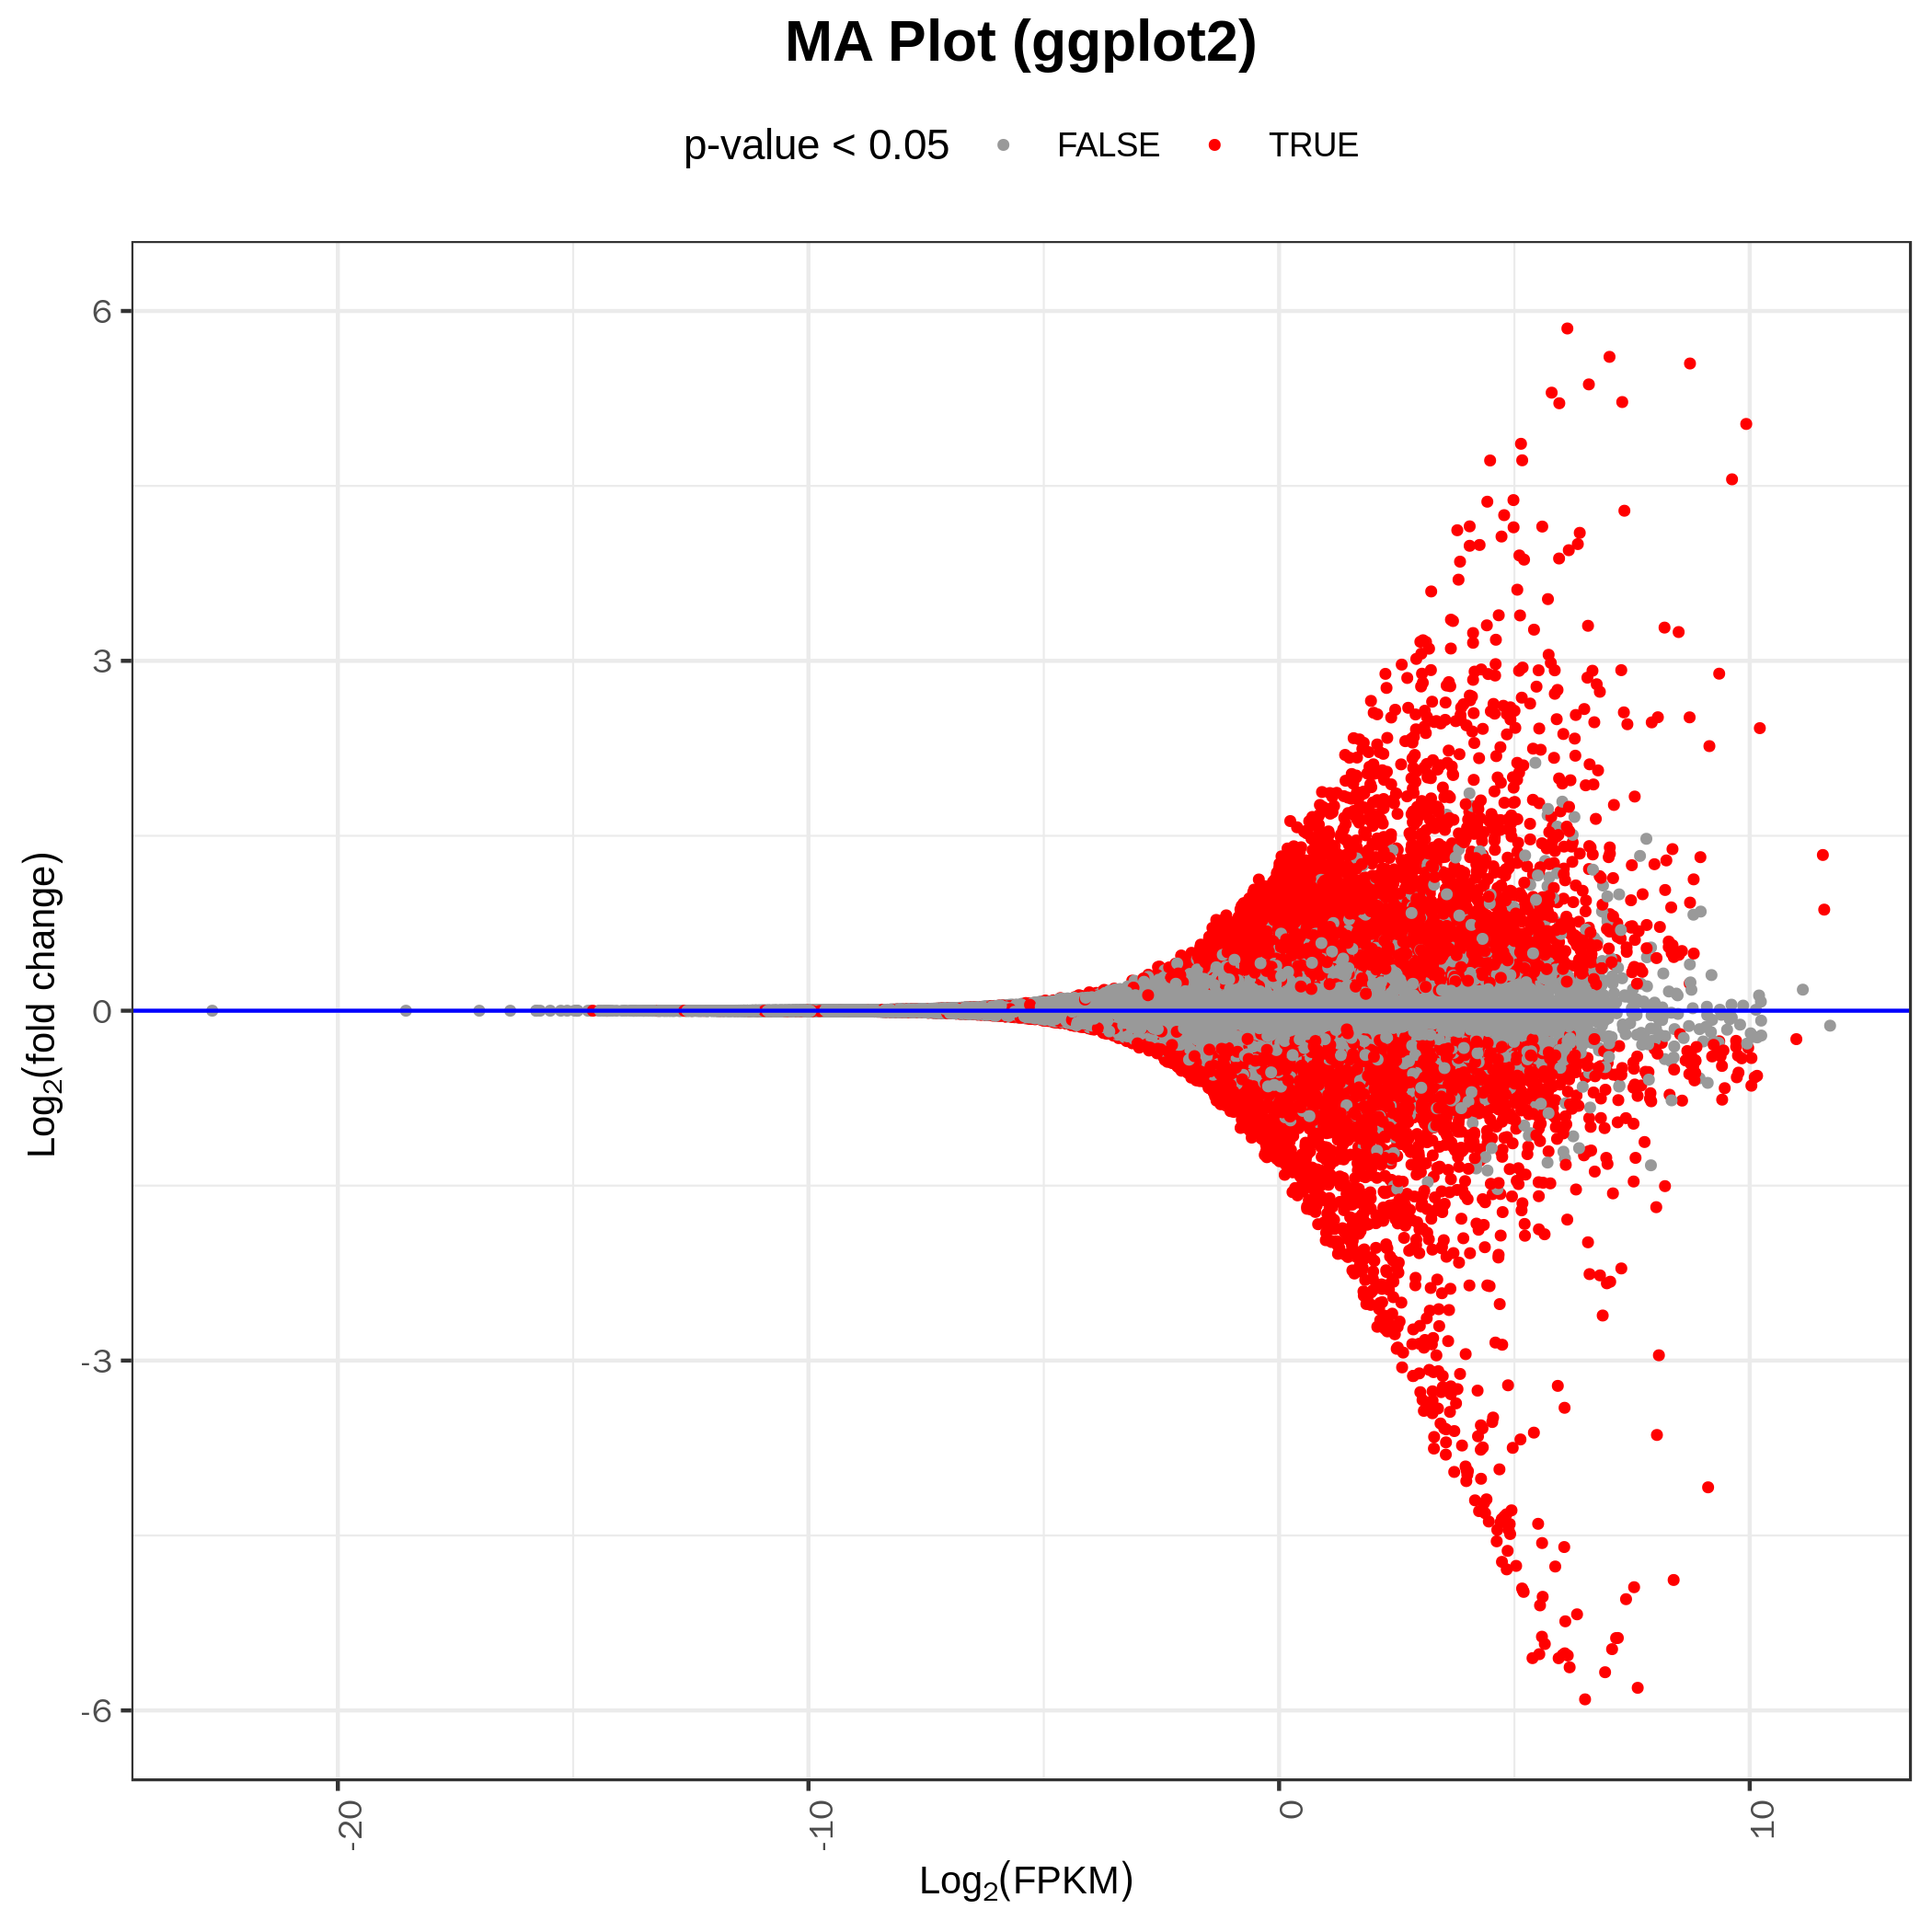 MA Plot (ggplot2)
p-value < 0.05 FALSE TRUE
6
3
0
-3
-6
Log2(fold change)
-20 -10 0 10
Log2(FPKM)